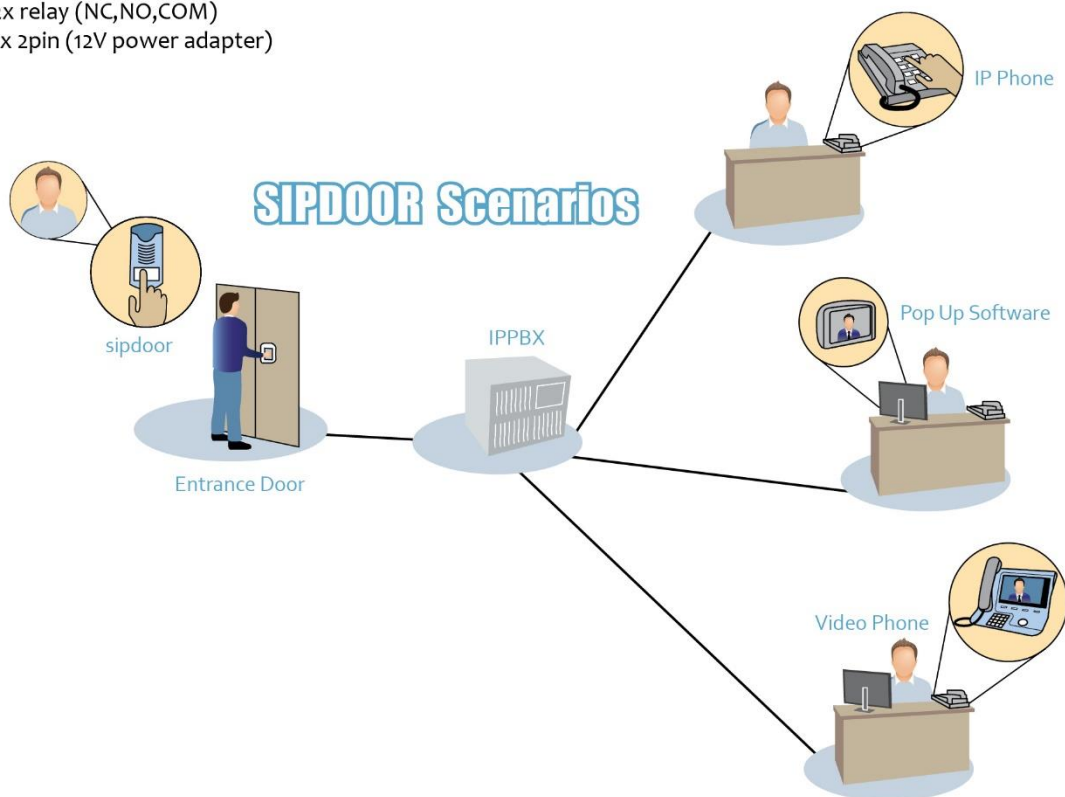 x relay (NC,NO,COM)
x 2pin (12V power adapter)
IP Phone
SIPDOOR Scenarios
Pop Up Software
sipdoor
IPPBX
Entrance Door
Video Phone